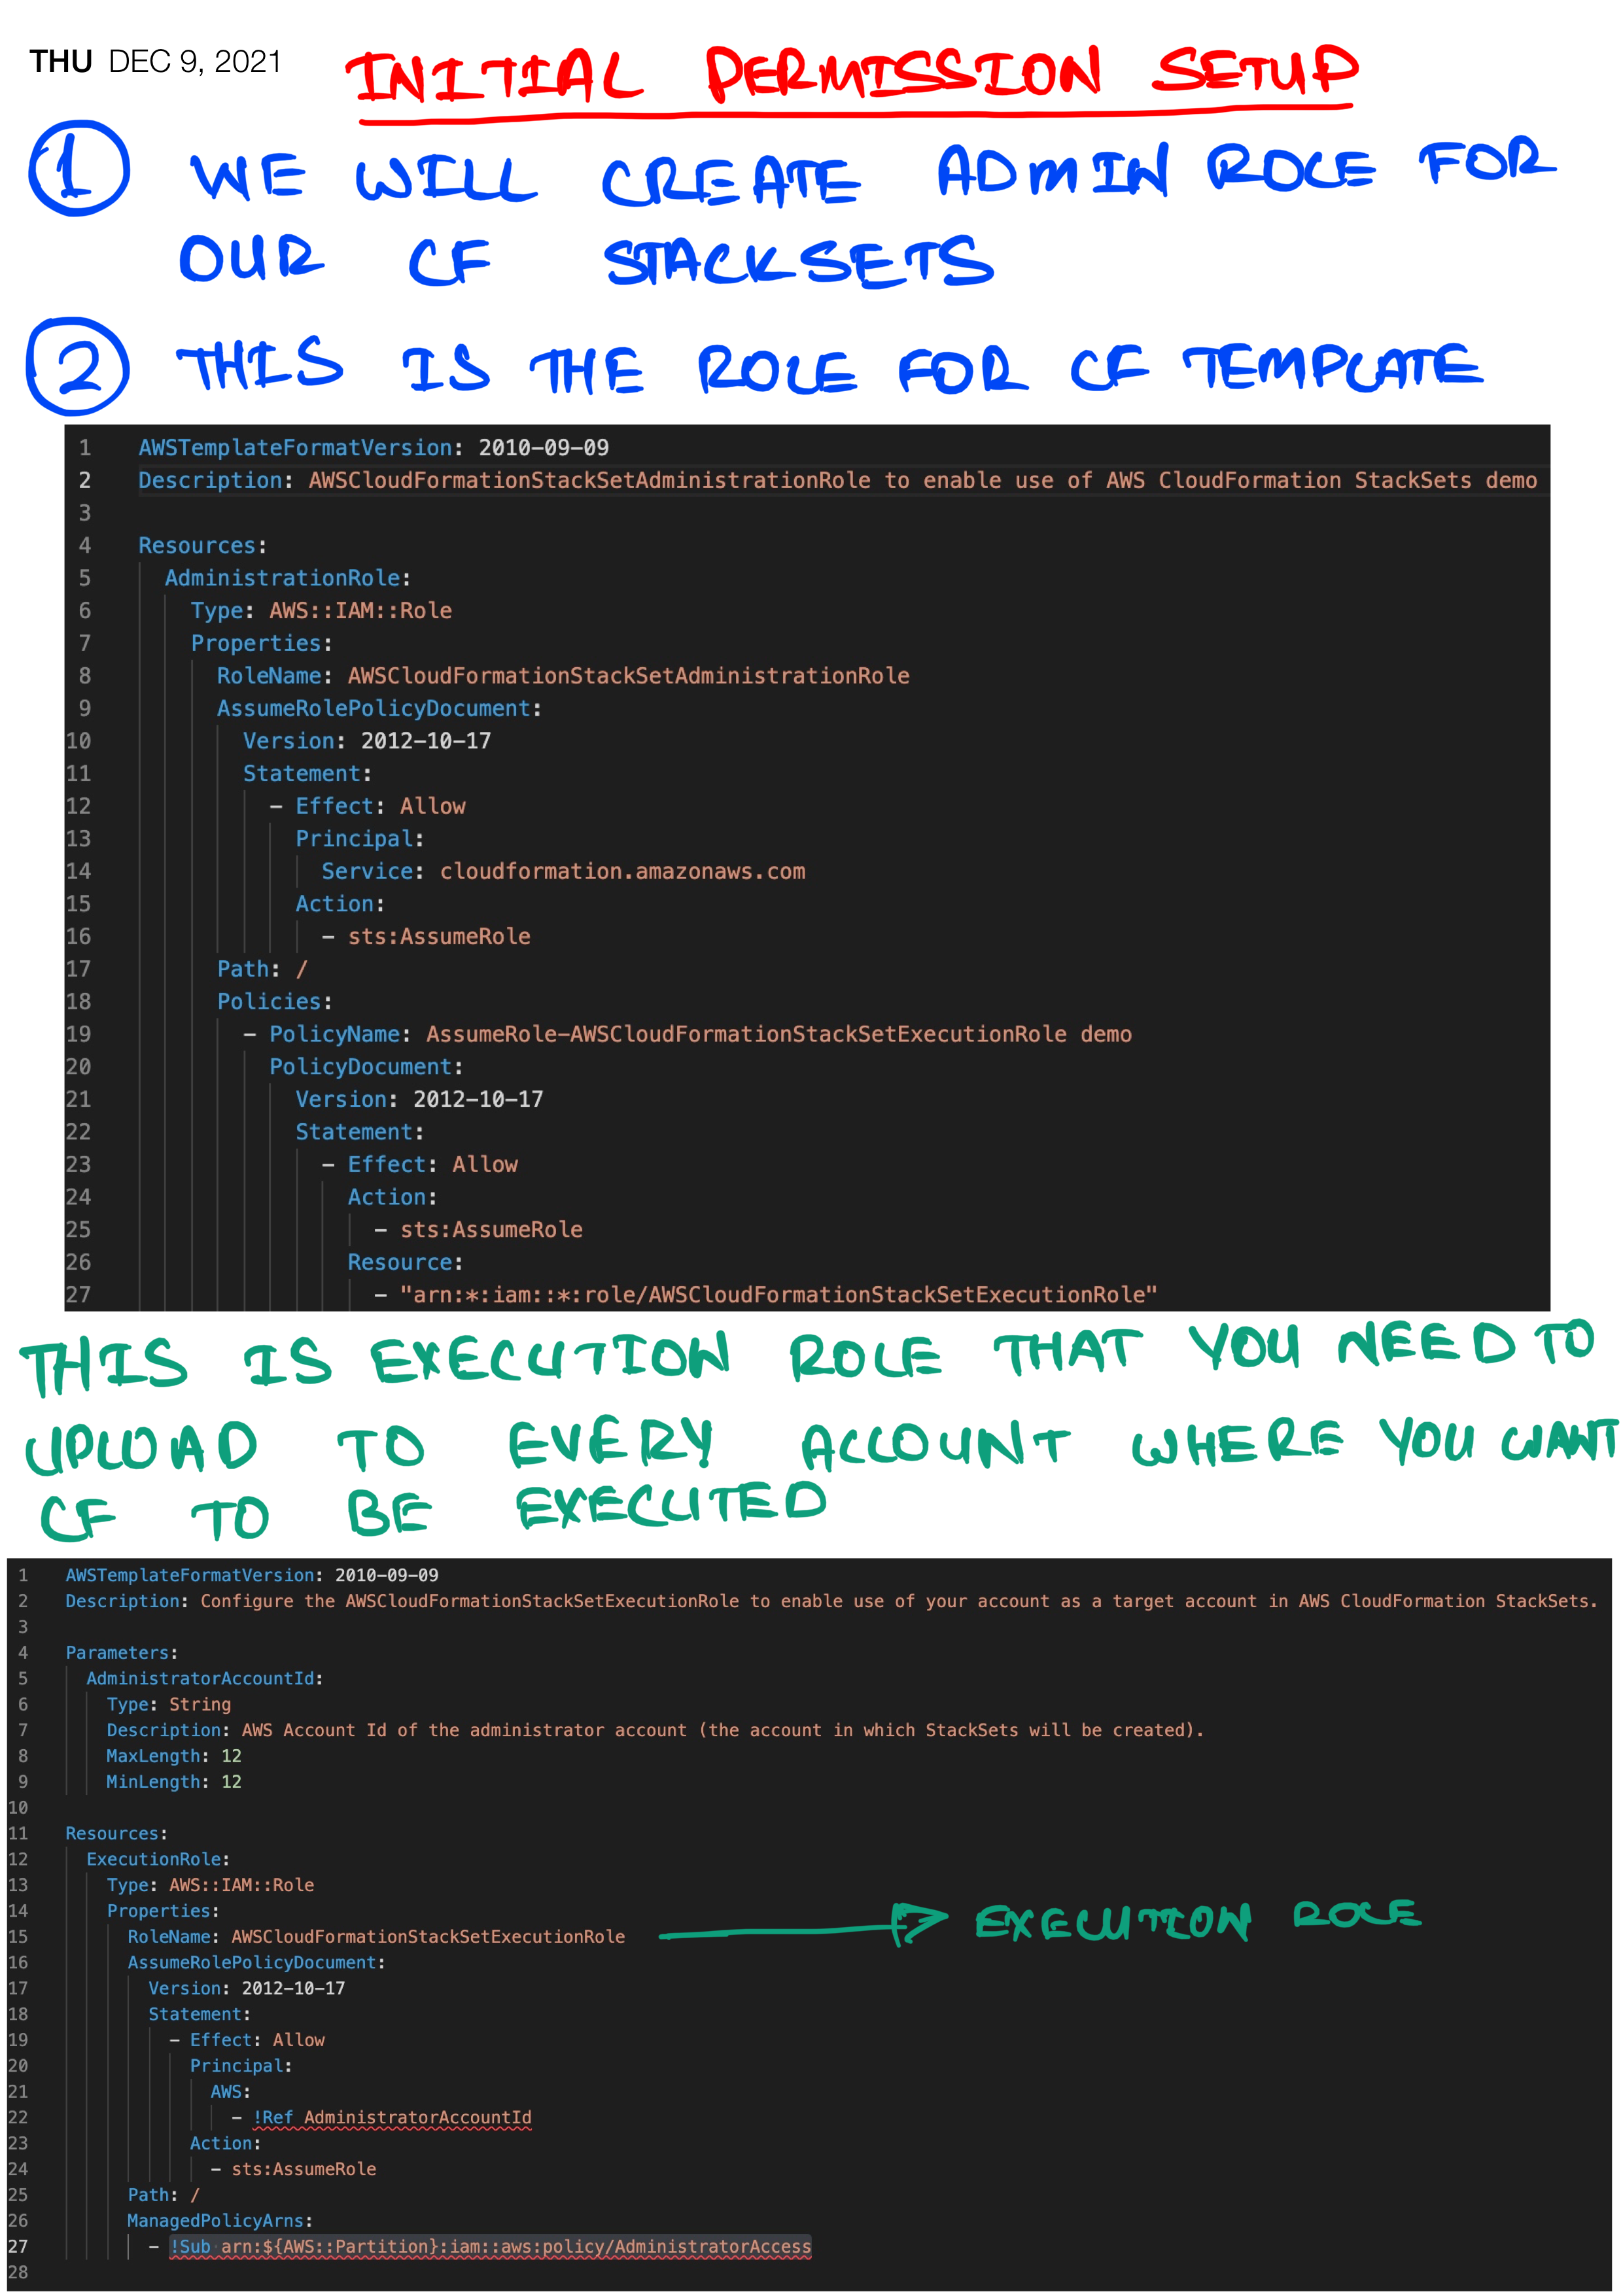 THU DEC 9, 2021
INITIAL PERMISSION SETUP
1 WE WILL CREATE ADMIN ROLE FOR
OUR CF STACKSETS
2 THIS IS THE ROLE FOR CF TEMPLATE
1 AWSTemplateFormatVersion: 2010-09-09
2 Description: AWSCloudFormationStackSetAdministrationRole to enable use of AWS CloudFormation StackSets demo
3
4 Resources:
5 AdministrationRole:
6 Type: AWS::IAM::Role
7 Properties:
8 RoleName: AWSCloudFormationStackSetAdministrationRole
9 AssumeRolePolicyDocument:
10 Version: 2012-10-17
11 Statement:
12 - Effect: Allow
13 Principal:
14 Service: cloudformation.amazonaws.com
15 Action:
16 - sts:AssumeRole
17 Path: /
18 Policies:
19 - PolicyName: AssumeRole-AWSCloudFormationStackSetExecutionRole demo
20 PolicyDocument:
21 Version: 2012-10-17
22 Statement:
23 - Effect: Allow
24 Action:
25 - sts:AssumeRole
26 Resource:
27 - "arn:*:iam::*:role/AWSCloudFormationStackSetExecutionRole"
THIS IS EXECUTION ROLE THAT YOU NEED TO
UPLOAD TO EVERY ACCOUNT WHERE YOU WANT
CF TO BE EXECUTED
1 AWSTemplateFormatVersion: 2010-09-09
2 Description: Configure the AWSCloudFormationStackSetExecutionRole to enable use of your account as a target account in AWS CloudFormation StackSets.
3
4 Parameters:
5 AdministratorAccountId:
6 Type: String
7 Description: AWS Account Id of the administrator account (the account in which StackSets will be created).
8 MaxLength: 12
9 MinLength: 12
10
11 Resources:
12 ExecutionRole:
13 Type: AWS::IAM::Role
14 Properties:
15 RoleName: AWSCloudFormationStackSetExecutionRole EXECUTION ROLE
16 AssumeRolePolicyDocument:
17 Version: 2012-10-17
18 Statement:
19 - Effect: Allow
20 Principal:
21 AWS:
22 - !Ref AdministratorAccountId
23 Action:
24 - sts:AssumeRole
25 Path: /
26 ManagedPolicyArns:
27 - !Sub arn:${AWS::Partition}:iam::aws:policy/AdministratorAccess
28